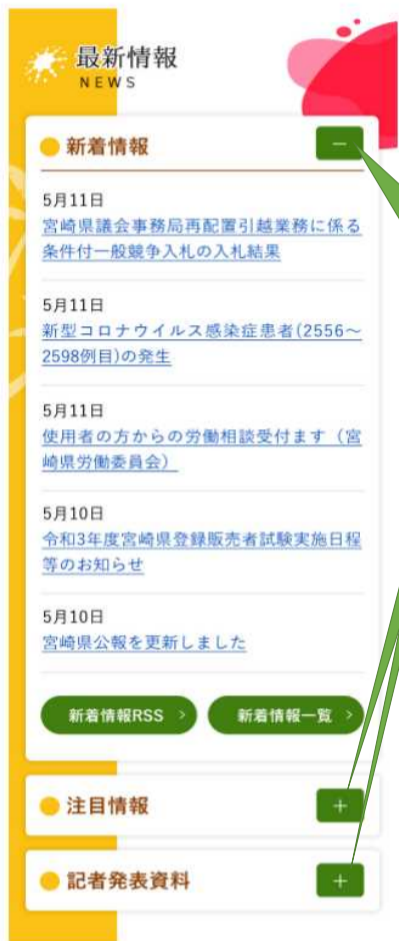 最新情報
NEWS
新着情報
5月11日
宮崎県議会事務局再配置引越業務に係る
条件付一般競争入札の入札結果
5月11日
新型コロナウイルス感染症患者(2556～
2598例目)の発生
5月11日
使用者の方からの労働相談受付ます（宮
崎県労働委員会）
5月10日
令和3年度宮崎県登録販売者試験実施日程
等のお知らせ
5月10日
宮崎県公報を更新しました
新着情報RSS 新着情報一覧
注目情報
記者発表資料